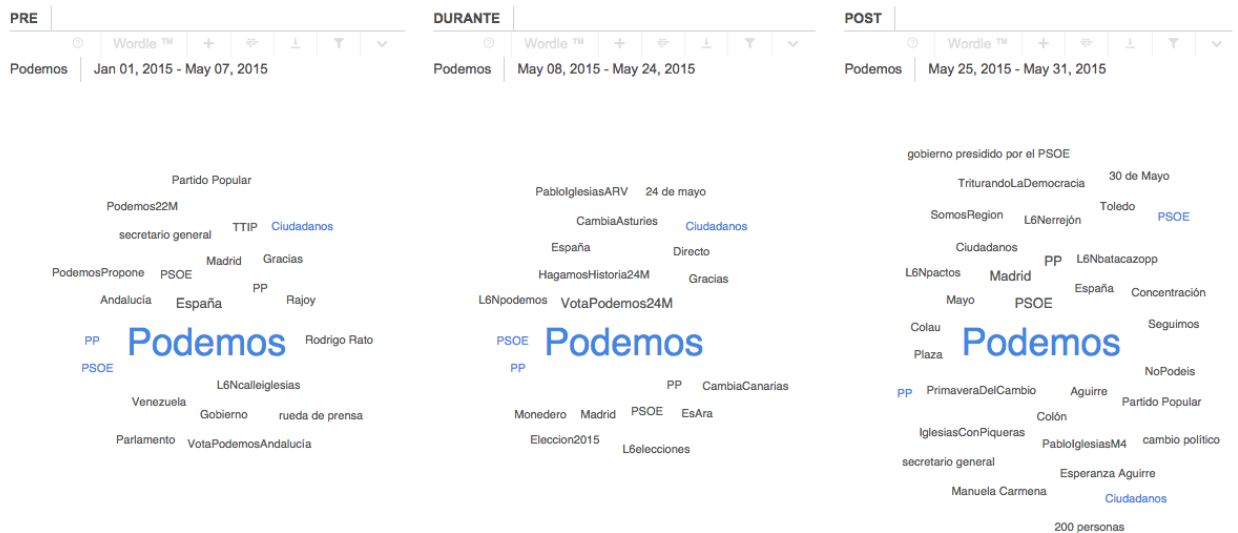 PRE
Wordle ™
Podemos Jan 01, 2015 - May 07, 2015
Partido Popular
Podemos22M
TTIP Ciudadanos
secretario general
Madrid Gracias
PodemosPropone PSOE
PP
Andalucía España Rajoy
PP Podemos Rodrigo Rato
PSOE
L6Ncalleiglesias
Venezuela
Gobierno rueda de prensa
Parlamento VotaPodemosAndalucía
DURANTE
Wordle ™
Podemos May 08, 2015 - May 24, 2015
PabloIglesiasARV 24 de mayo
CambiaAsturies Ciudadanos
España Directo
HagamosHistoria24M Gracias
L6Npodemos VotaPodemos24M
PSOE Podemos
PP
PP CambiaCanarias
Monedero Madrid PSOE EsAra
Eleccion2015
L6elecciones
POST
Wordle ™
Podemos May 25, 2015 - May 31, 2015
gobierno presidido por el PSOE
TriturandoLaDemocracia 30 de Mayo
SomosRegion L6Nerrejón Toledo PSOE
Ciudadanos
PP L6Nbatacazopp
L6Npactos Madrid
España Concentración
Mayo PSOE
Colau Podemos Seguimos
Plaza
NoPodeis
PP PrimaveraDelCambio Aguirre
Partido Popular
Colón
IglesiasConPiqueras
PabloIglesiasM4 cambio político
secretario general
Esperanza Aguirre
Manuela Carmena
Ciudadanos
200 personas